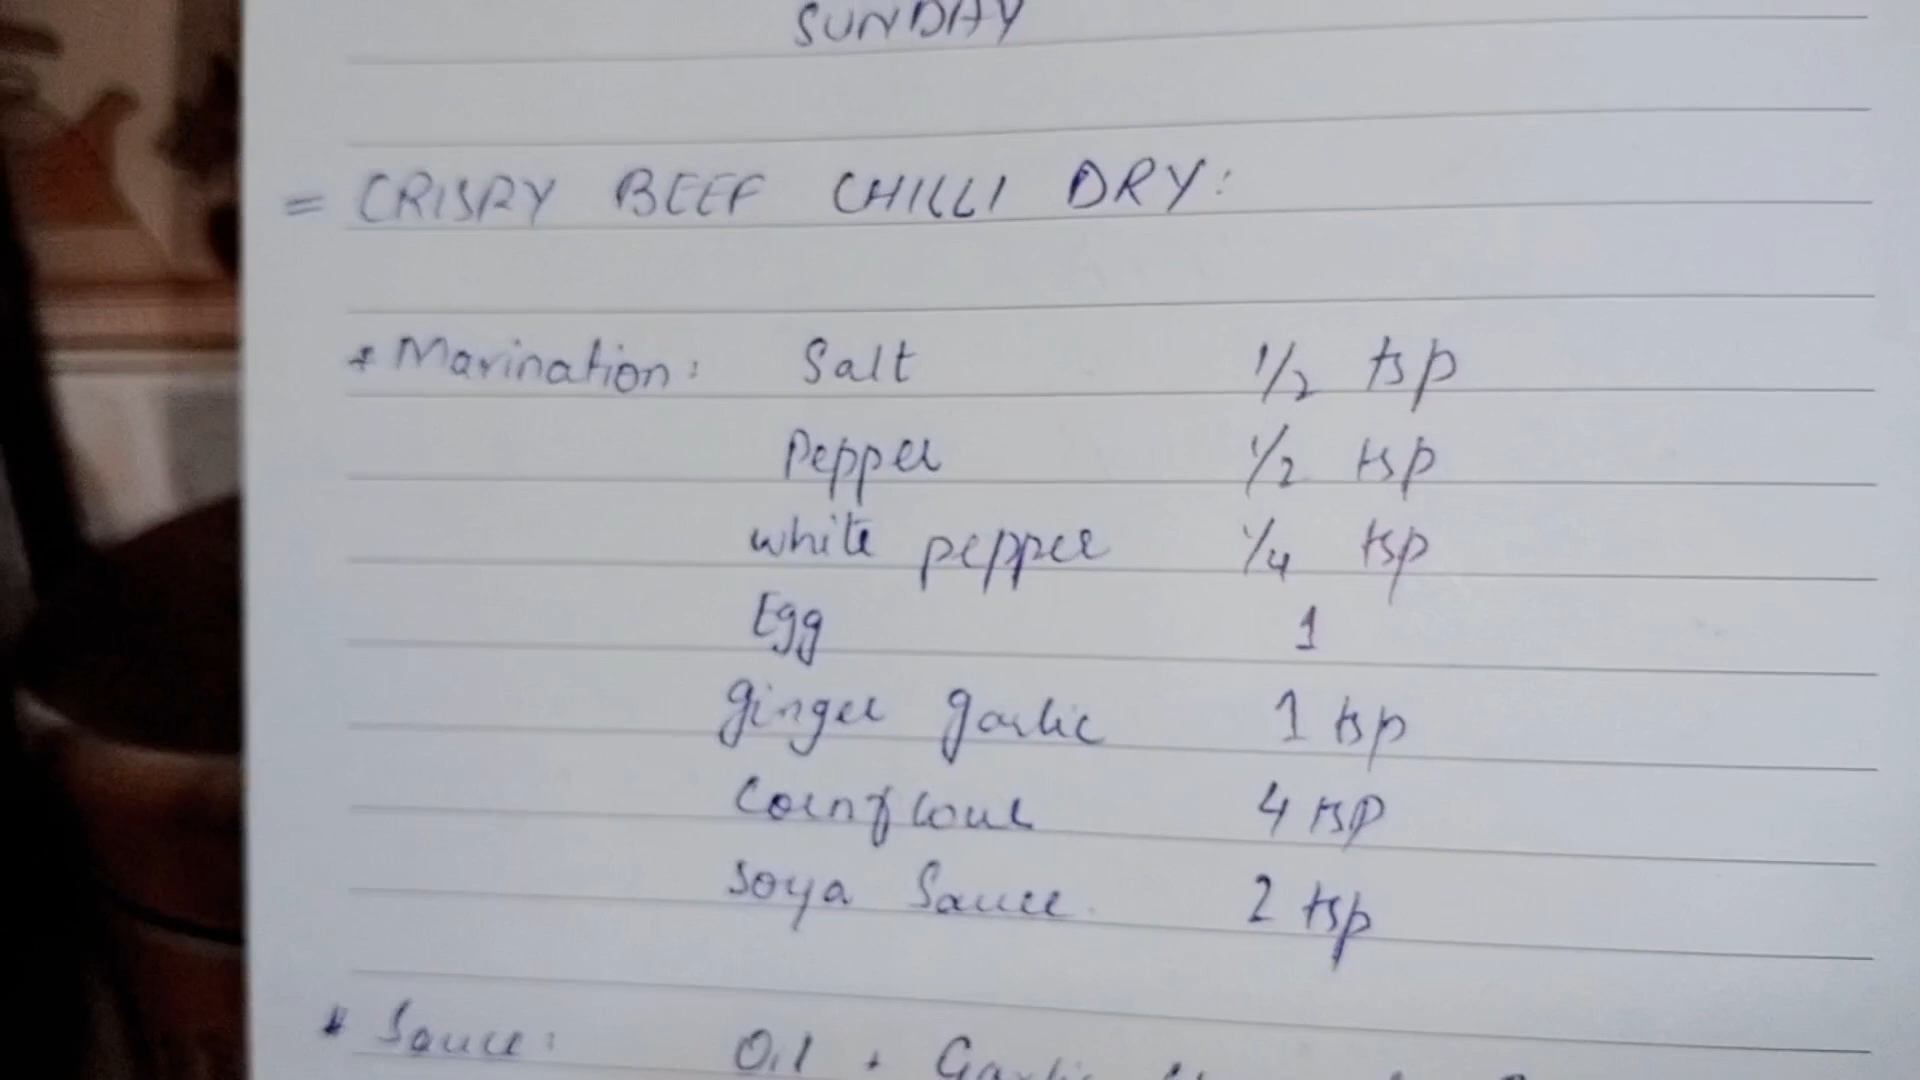 SUNDAY
= CRISPY BEEF CHILLI DRY:
* Marination: Salt 1/2 tsp
Pepper 1/2 tsp
white pepper 1/4 tsp
Egg 1
ginger garlic 1 tsp
Cornflour 4 tsp
Soya Sauce 2 tsp
* Sauce: Oil + Garlic